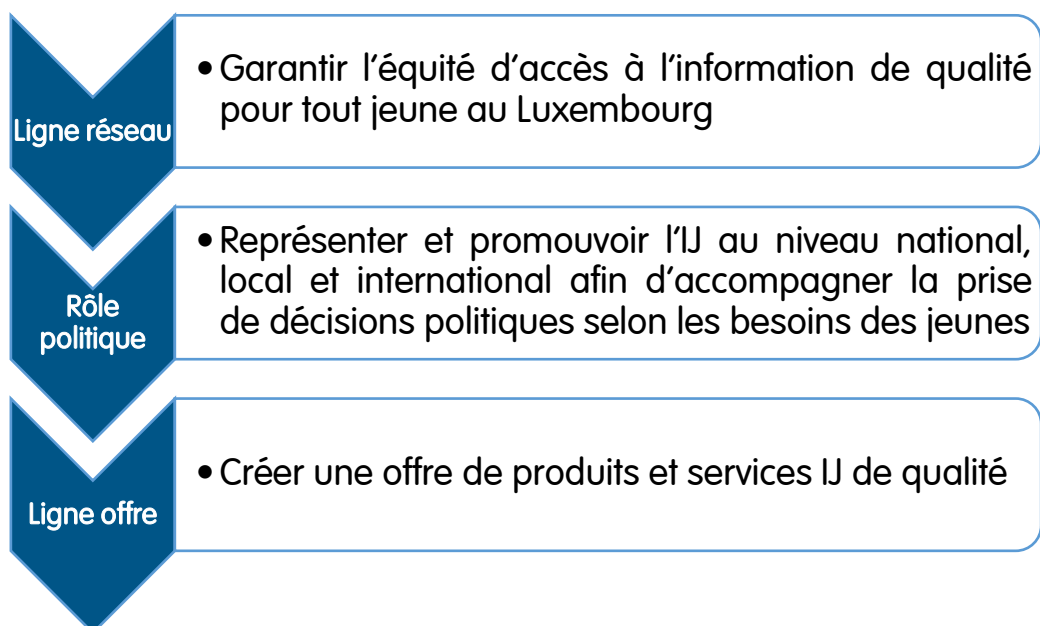 Ligne réseau
• Garantir l’équité d’accès à l’information de qualité
pour tout jeune au Luxembourg
Rôle
politique
• Représenter et promouvoir l’IJ au niveau national,
local et international afin d’accompagner la prise
de décisions politiques selon les besoins des jeunes
Ligne offre
• Créer une offre de produits et services IJ de qualité